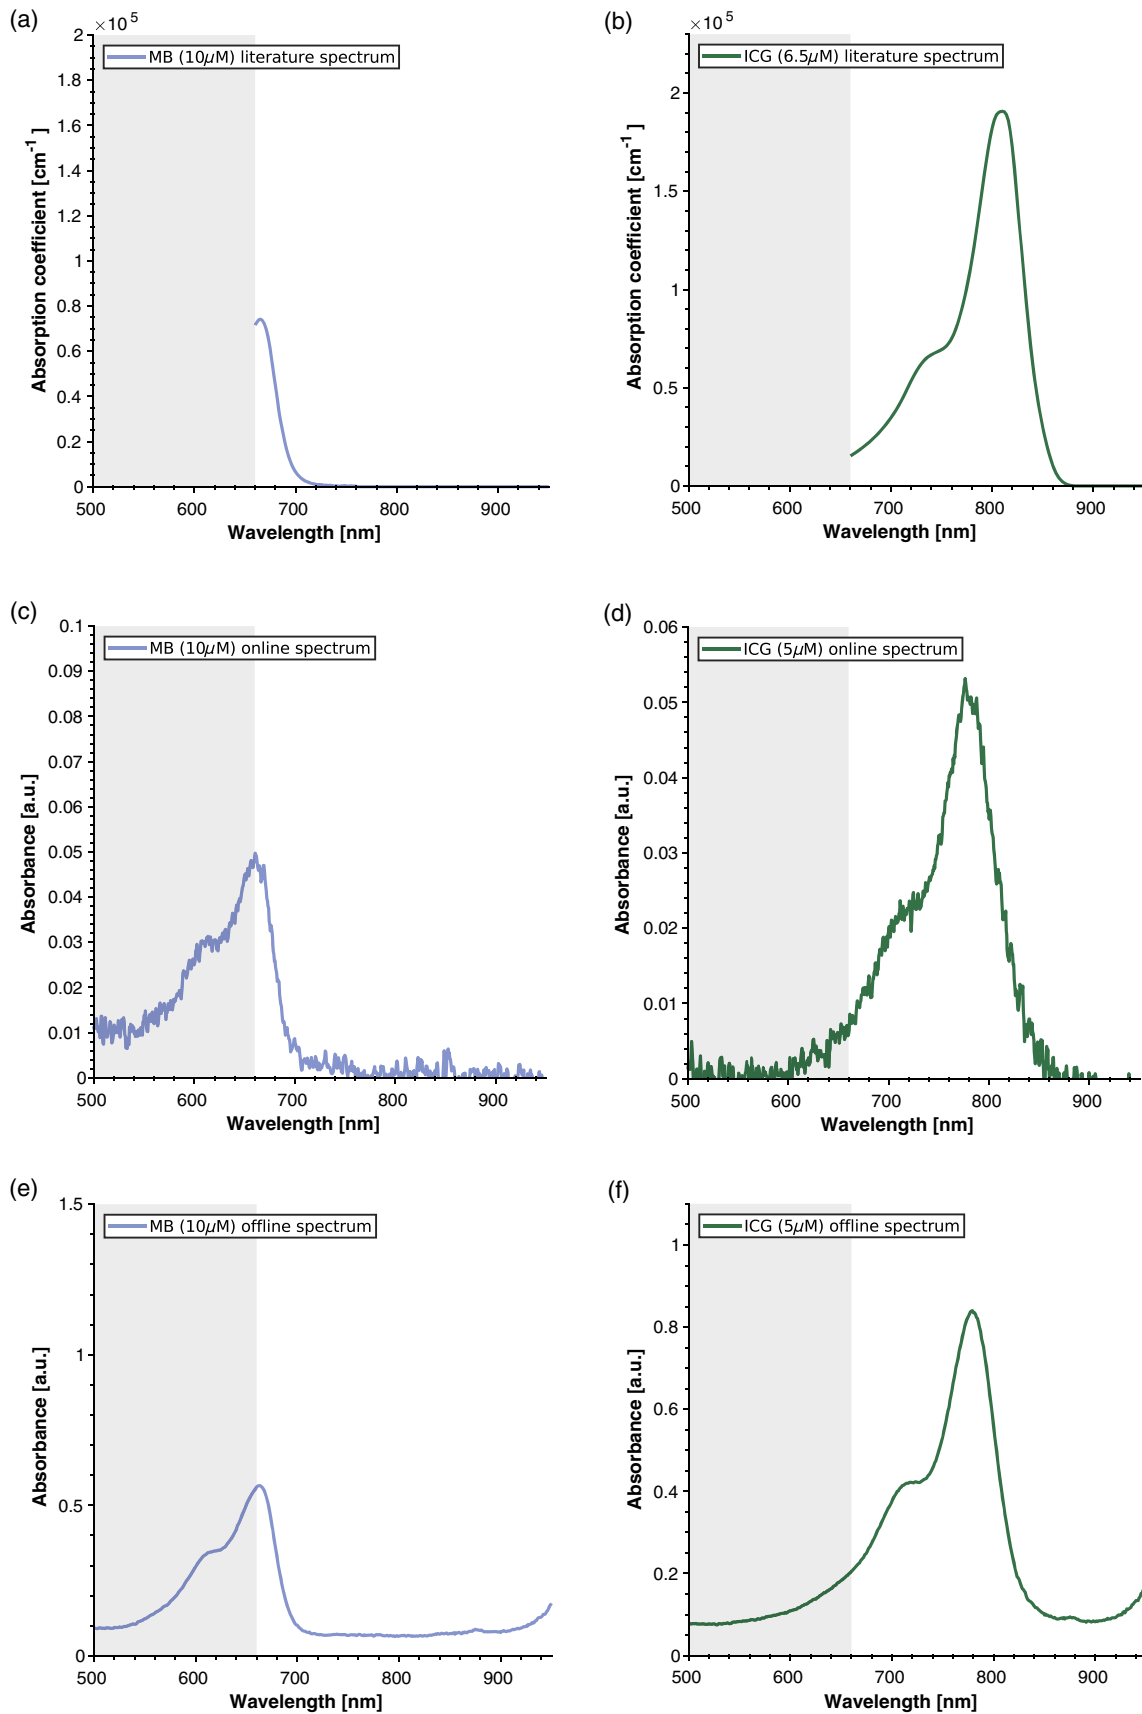 (a)
×10⁵
MB (10μM) literature spectrum
2
1.8
1.6
1.4
1.2
1
0.8
0.6
0.4
0.2
0
Absorption coefficient [cm⁻¹ ]
500 600 700 800 900
Wavelength [nm]
(b)
×10⁵
ICG (6.5μM) literature spectrum
2
1.5
1
0.5
0
Absorption coefficient [cm⁻¹ ]
500 600 700 800 900
Wavelength [nm]
(c)
MB (10μM) online spectrum
0.1
0.09
0.08
0.07
0.06
0.05
0.04
0.03
0.02
0.01
0
Absorbance [a.u.]
500 600 700 800 900
Wavelength [nm]
(d)
ICG (5μM) online spectrum
0.06
0.05
0.04
0.03
0.02
0.01
0
Absorbance [a.u.]
500 600 700 800 900
Wavelength [nm]
(e)
MB (10μM) offline spectrum
1.5
1
0.5
0
Absorbance [a.u.]
500 600 700 800 900
Wavelength [nm]
(f)
ICG (5μM) offline spectrum
1
0.8
0.6
0.4
0.2
0
Absorbance [a.u.]
500 600 700 800 900
Wavelength [nm]